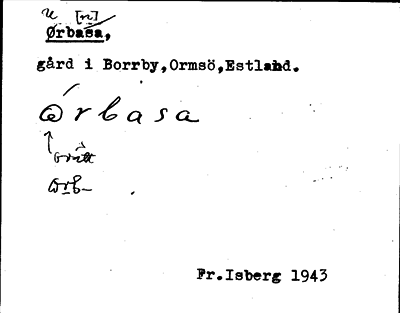 Ørbasa,
gård i Borrby,Ormsö,Estland.
Ørbasa
Fr.Isberg 1943